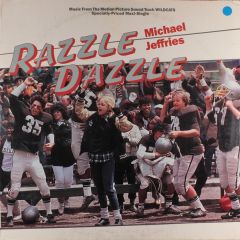 Music From The Motion Picture Sound Track WILDCATS
Specially-Priced Maxi-Single
RAZZLE
DAZZLE
Michael
Jeffries
35